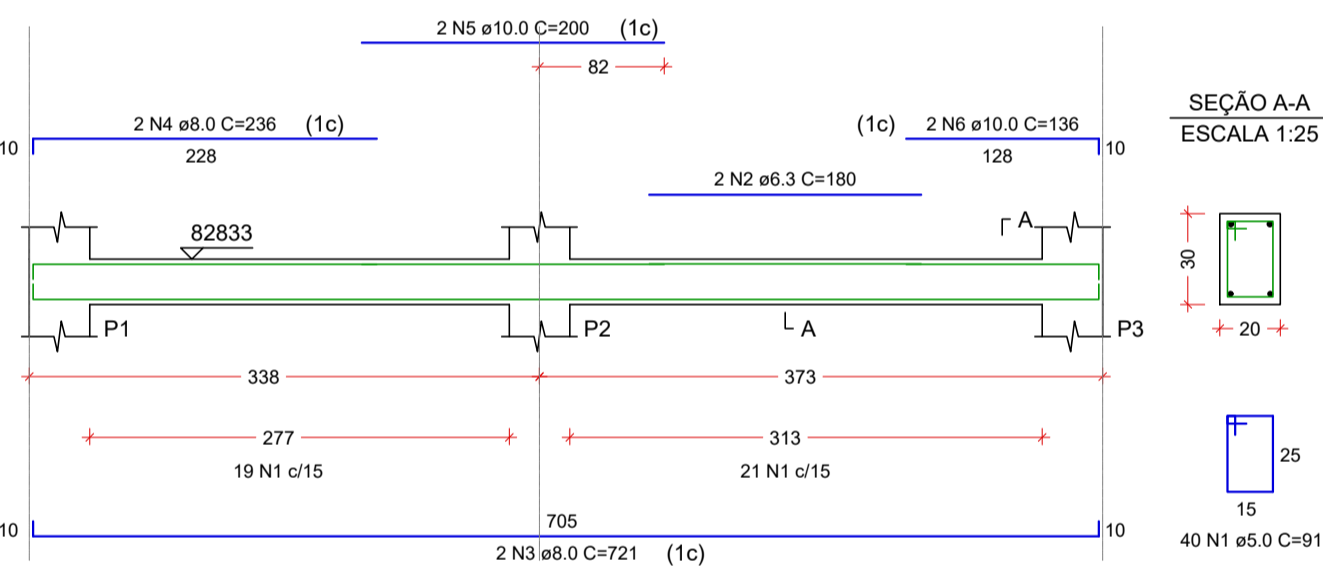 2 N5 ø10.0 C=200 (1c)
82
2 N4 ø8.0 C=236 (1c)
10
228
(1c) 2 N6 ø10.0 C=136
128
10
2 N2 ø6.3 C=180
82833
A
P1
P2
A
P3
338
373
277
313
19 N1 c/15
21 N1 c/15
10
705
10
2 N3 ø8.0 C=721 (1c)
SEÇÃO A-A
ESCALA 1:25
30
20
25
15
40 N1 ø5.0 C=91